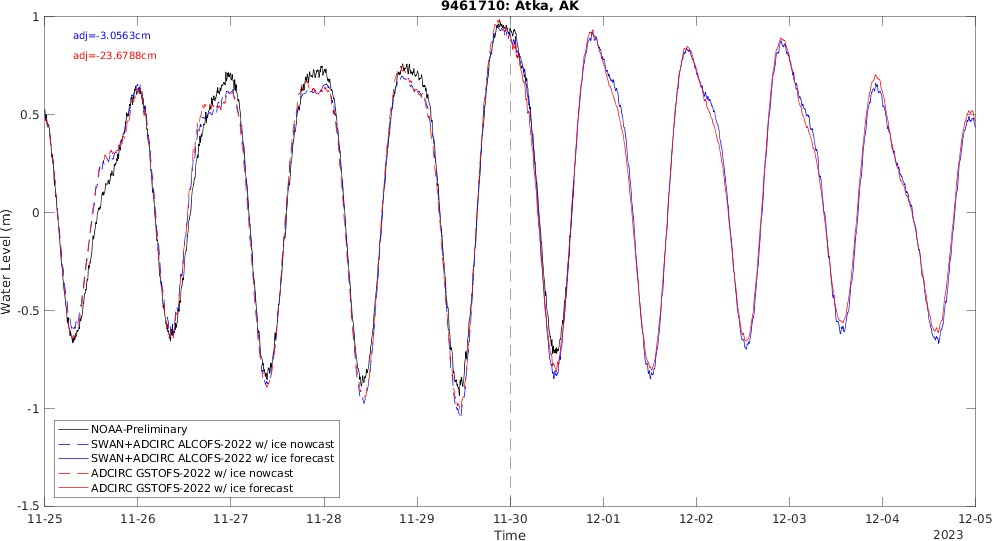 9461710: Atka, AK
adj=-3.0563cm
adj=-23.6788cm
1
0.5
0
-0.5
-1
-1.5
Water Level (m)
NOAA-Preliminary
SWAN+ADCIRC ALCOFS-2022 w/ ice nowcast
SWAN+ADCIRC ALCOFS-2022 w/ ice forecast
ADCIRC GSTOFS-2022 w/ ice nowcast
ADCIRC GSTOFS-2022 w/ ice forecast
11-25 11-26 11-27 11-28 11-29 11-30 12-01 12-02 12-03 12-04 12-05
Time
2023